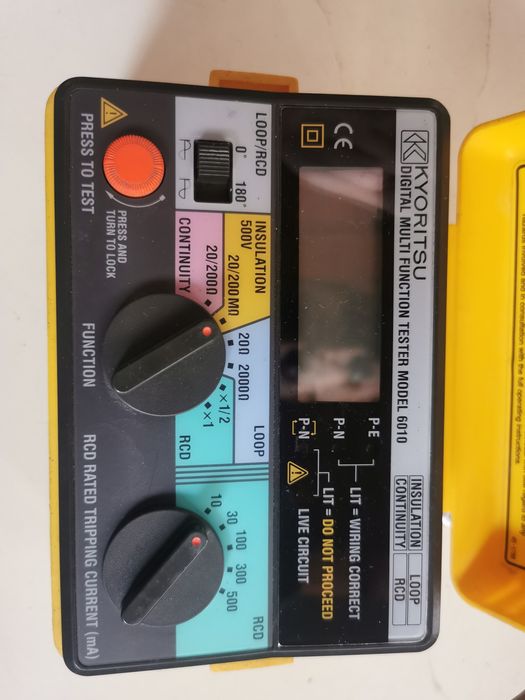 KYORITSU
DIGITAL MULTI FUNCTION TESTER MODEL 6010
INSULATION LOOP
CONTINUITY RCD
CE
P-E
P-N
P-N
LIT = WIRING CORRECT
LIT = DO NOT PROCEED
LIVE CIRCUIT
LOOP/RCD
0° 180°
INSULATION
500V
20/200MΩ
CONTINUITY
20/200Ω
20Ω 2000Ω
LOOP
×1/2
×1
RCD
RCD
10 30 100 300 500
PRESS AND
TURN TO LOCK
PRESS TO TEST
FUNCTION
RCD RATED TRIPPING CURRENT (mA)